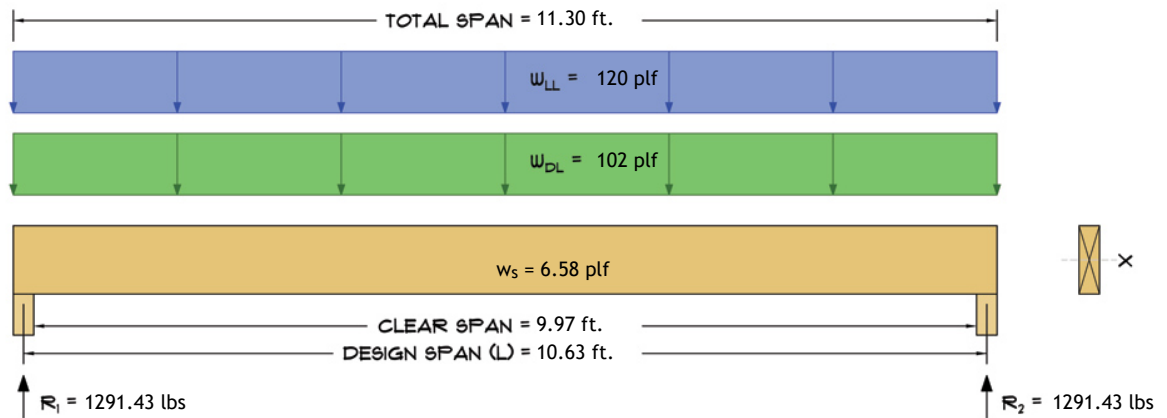 TOTAL SPAN = 11.30 ft.
WLL = 120 plf
WDL = 102 plf
ws = 6.58 plf
X
CLEAR SPAN = 9.97 ft.
DESIGN SPAN (L) = 10.63 ft.
R1 = 1291.43 lbs
R2 = 1291.43 lbs